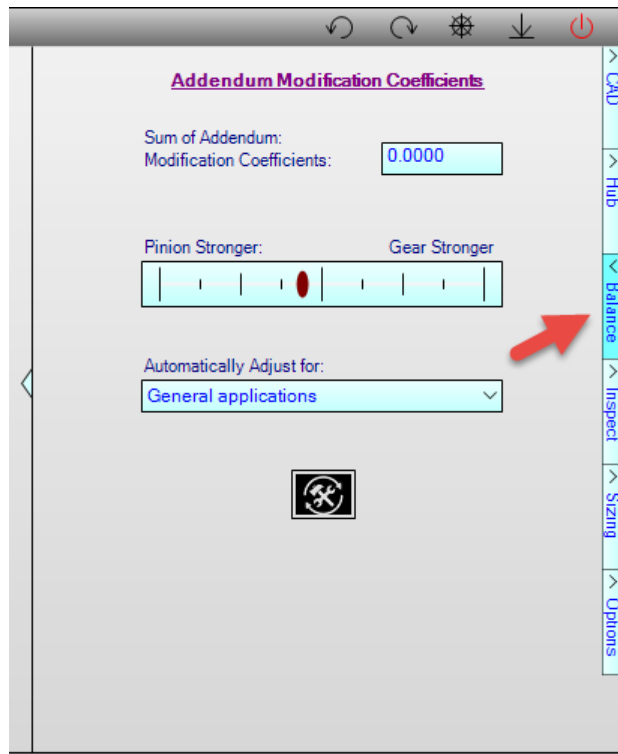 Addendum Modification Coefficients
Sum of Addendum:
Modification Coefficients:
0.0000
Pinion Stronger:
Gear Stronger
Automatically Adjust for:
General applications
CAD
Hub
Balance
Inspect
Sizing
Options